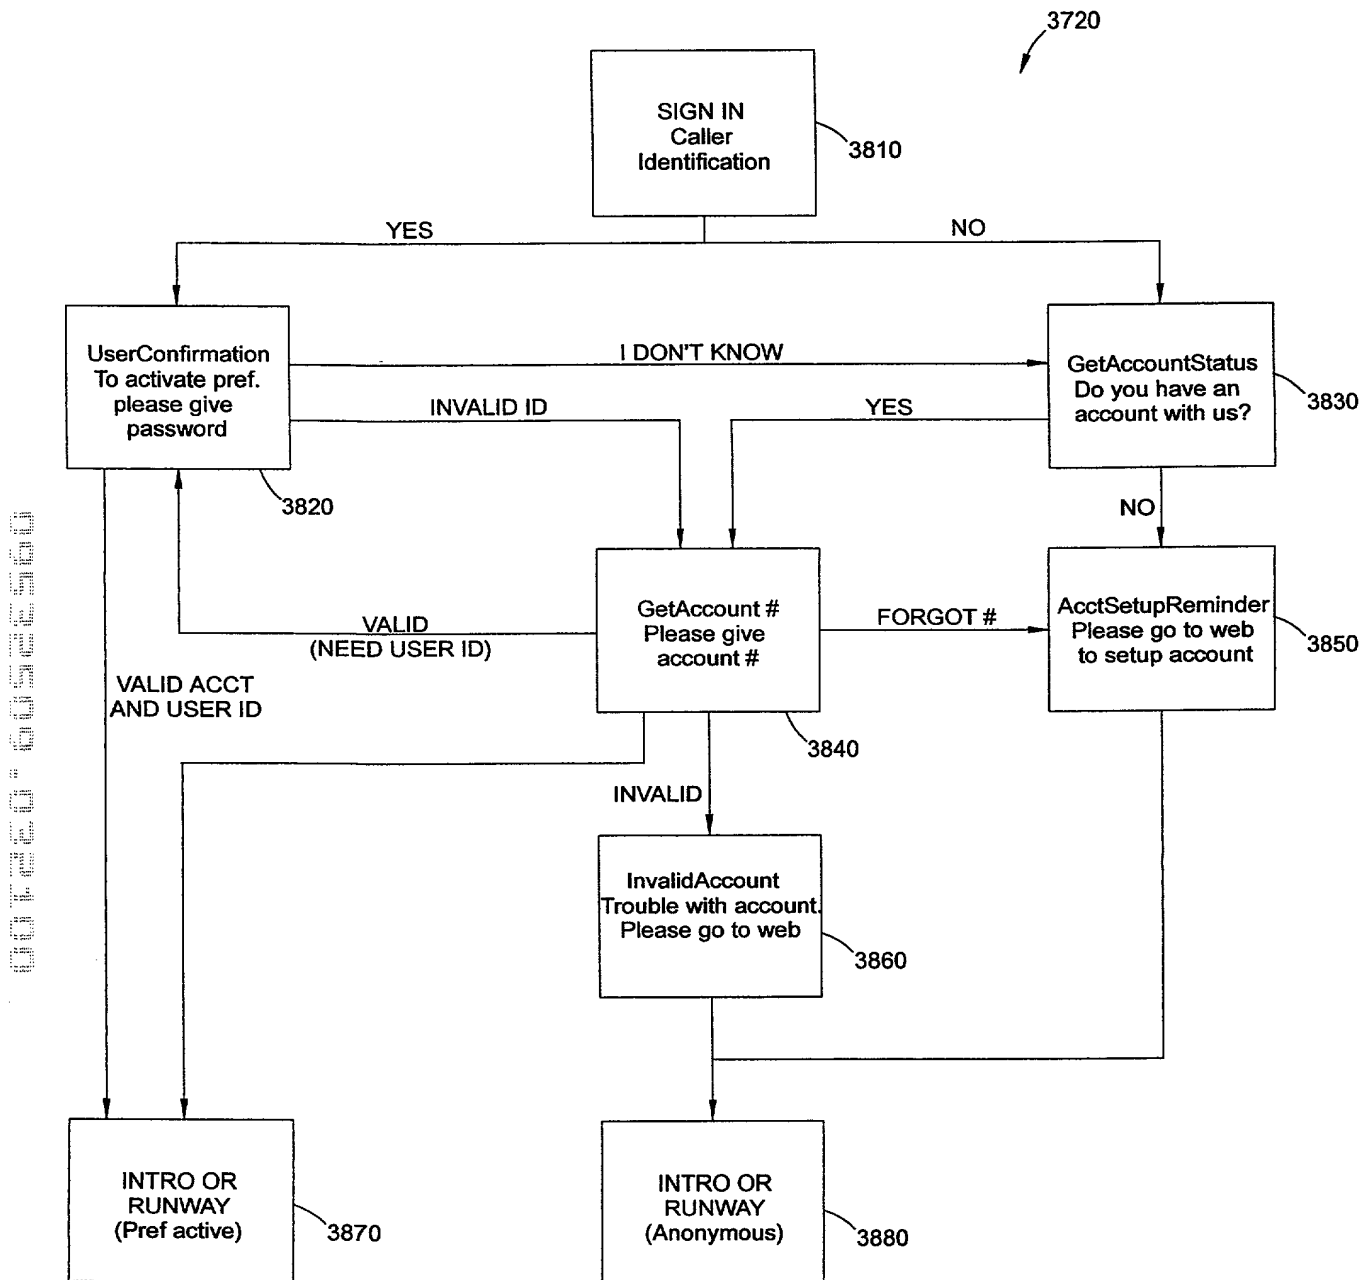 3720
SIGN IN
Caller
Identification
3810
YES
NO
UserConfirmation
To activate pref.
please give
password
3820
I DON'T KNOW
INVALID ID
YES
GetAccountStatus
Do you have an
account with us?
3830
NO
GetAccount #
Please give
account #
3840
FORGOT #
AcctSetupReminder
Please go to web
to setup account
3850
VALID
(NEED USER ID)
VALID ACCT
AND USER ID
INVALID
InvalidAccount
Trouble with account.
Please go to web
3860
INTRO OR
RUNWAY
(Pref active)
3870
INTRO OR
RUNWAY
(Anonymous)
3880